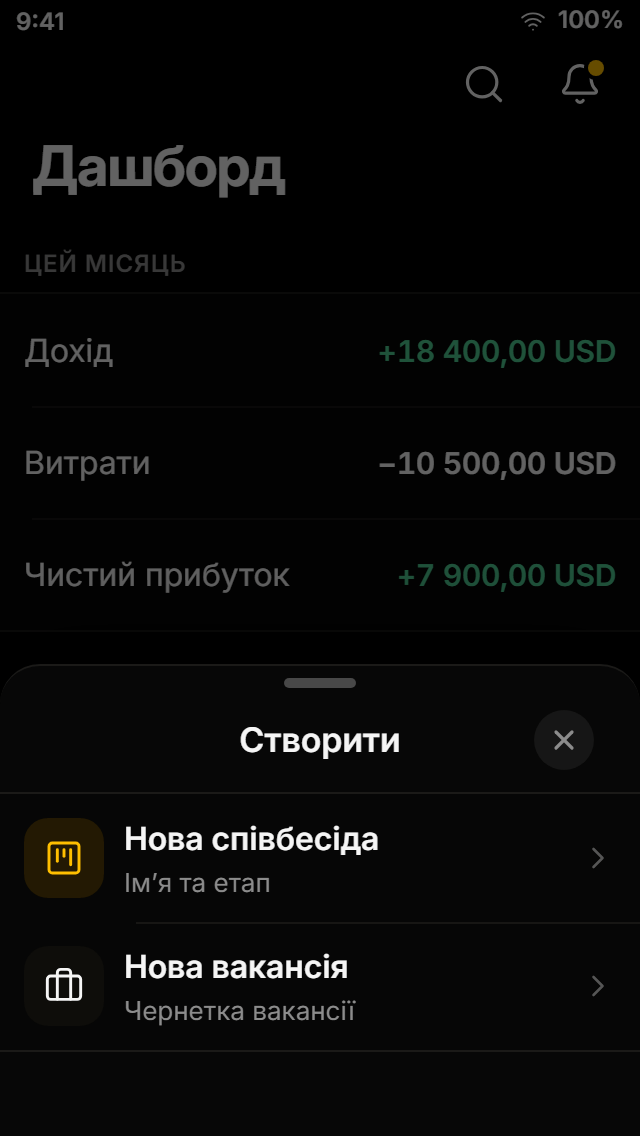 9:41
100%
Дашборд
ЦЕЙ МІСЯЦЬ
Дохід +18 400,00 USD
Витрати −10 500,00 USD
Чистий прибуток +7 900,00 USD
Створити
Нова співбесіда
Ім’я та етап
Нова вакансія
Чернетка вакансії